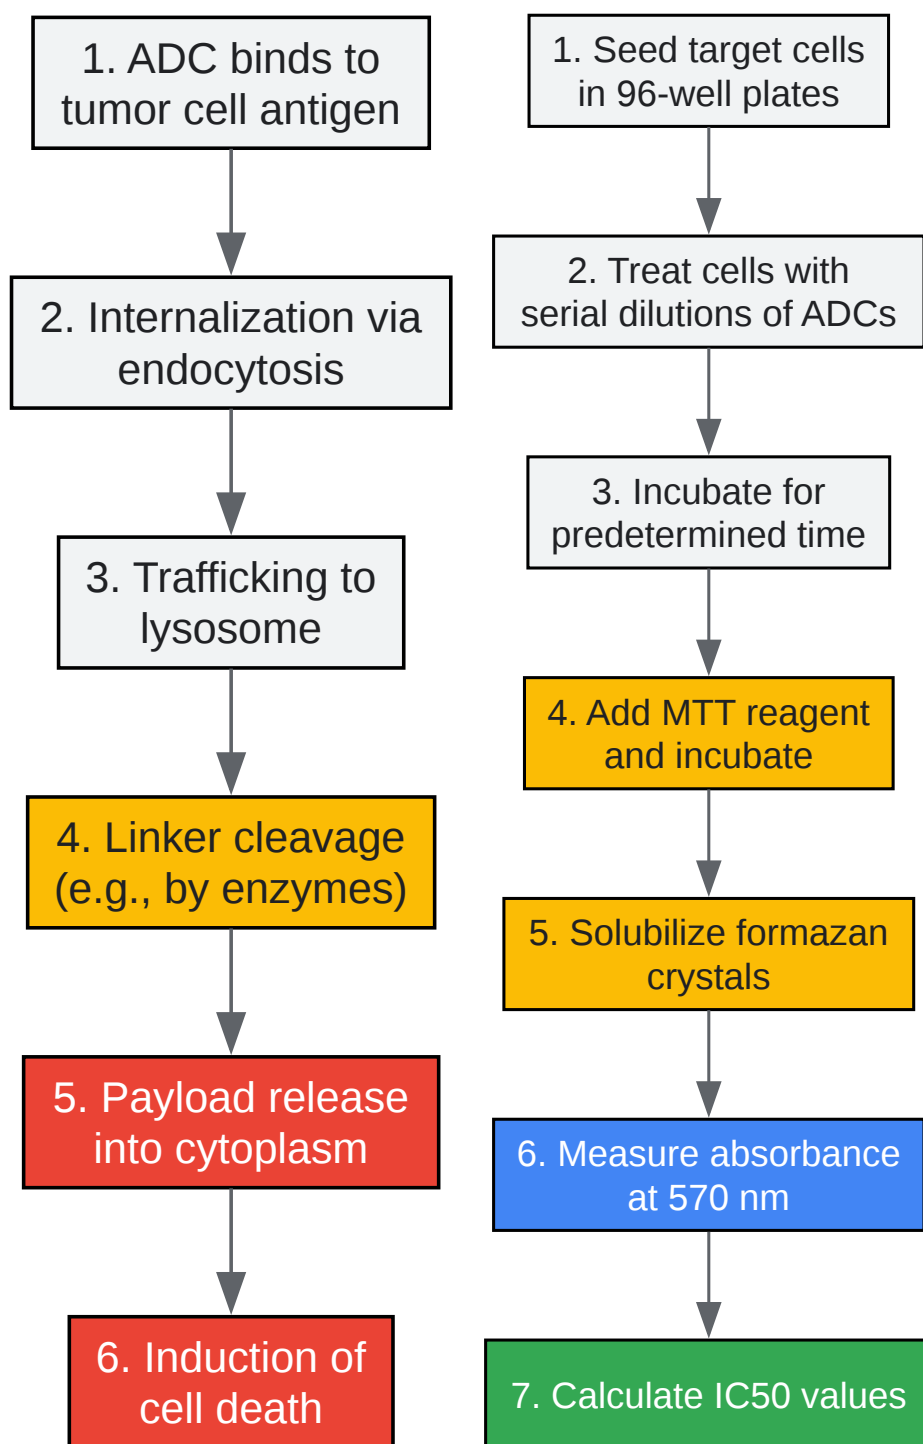 1. ADC binds to
tumor cell antigen
2. Internalization via
endocytosis
3. Trafficking to
lysosome
4. Linker cleavage
(e.g., by enzymes)
5. Payload release
into cytoplasm
6. Induction of
cell death
1. Seed target cells
in 96-well plates
2. Treat cells with
serial dilutions of ADCs
3. Incubate for
predetermined time
4. Add MTT reagent
and incubate
5. Solubilize formazan
crystals
6. Measure absorbance
at 570 nm
7. Calculate IC50 values